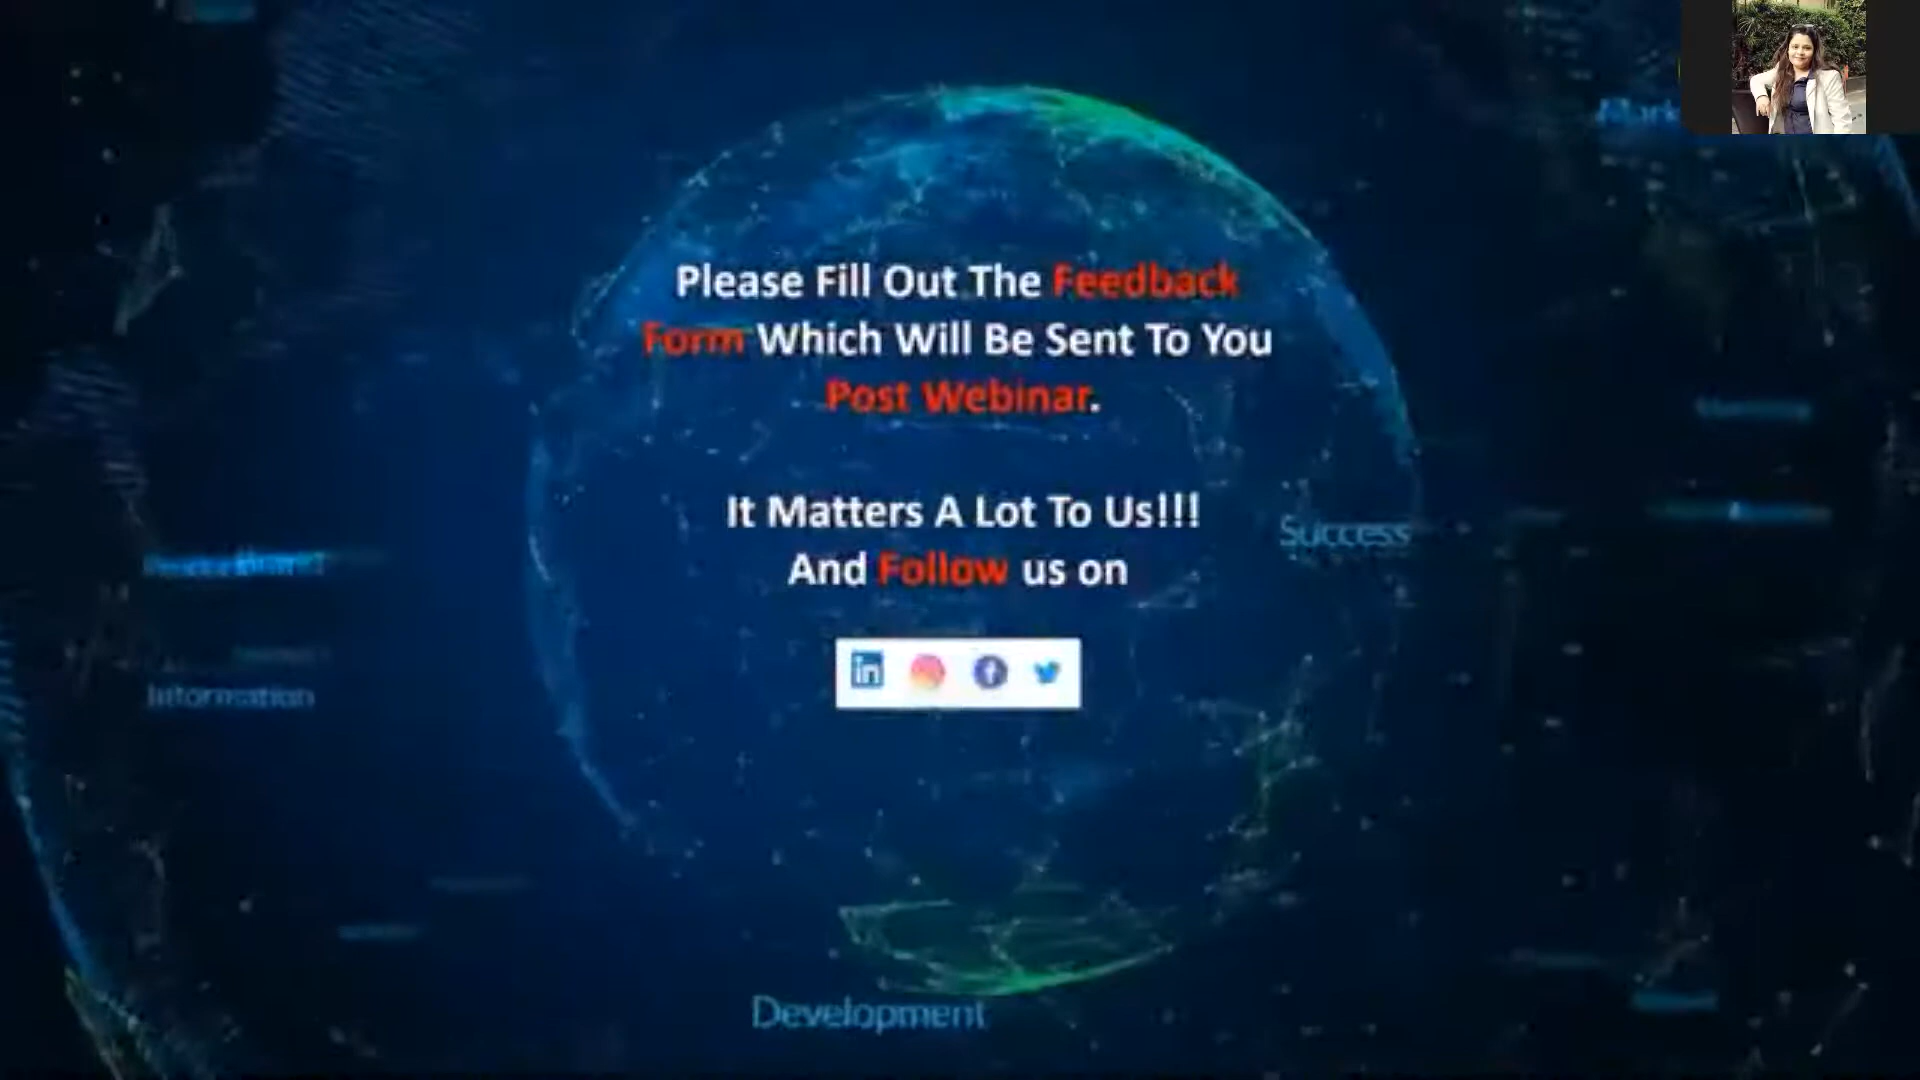 Please Fill Out The Feedback
Form Which Will Be Sent To You
Post Webinar.
It Matters A Lot To Us!!!
And Follow us on
in f
Success
Information
Development